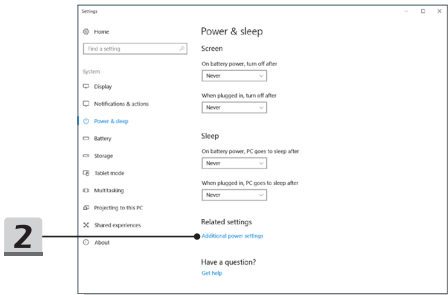 Settings
Home
Power & sleep
Find a setting
Screen
On battery power, turn off after
System
Never
Display
When plugged in, turn off after
Notifications & actions
Never
Power & sleep
Battery
Sleep
On battery power, PC goes to sleep after
Storage
Never
Tablet mode
When plugged in, PC goes to sleep after
Multitasking
Never
Projecting to this PC
Shared experiences
Related settings
2
Additional power settings
About
Have a question?
Get help